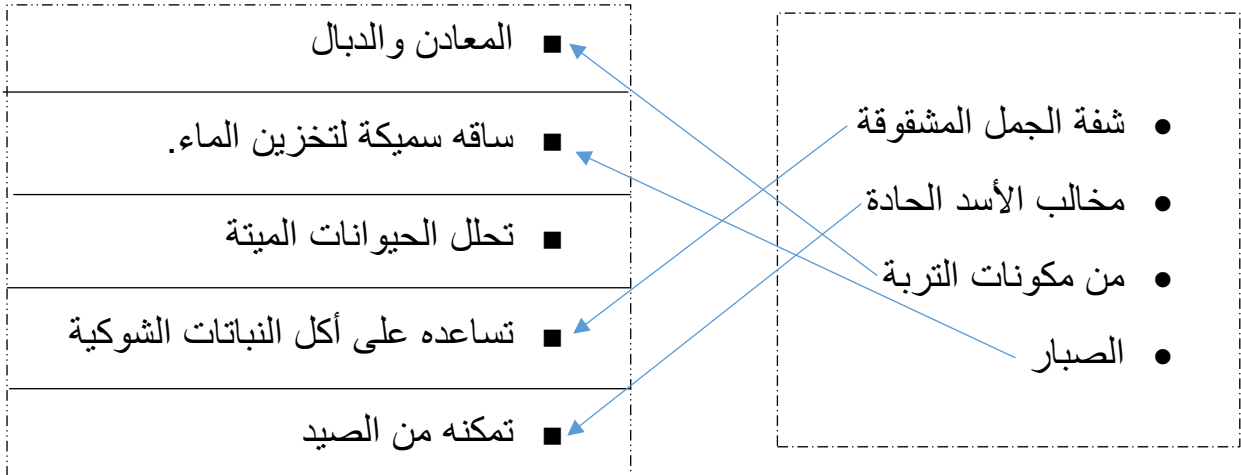 ● شفة الجمل المشقوقة
● مخالب الأسد الحادة
● من مكونات التربة
● الصبار
■ المعادن والدبال
■ ساقه سميكة لتخزين الماء.
■ تحلل الحيوانات الميتة
■ تساعده على أكل النباتات الشوكية
■ تمكنه من الصيد